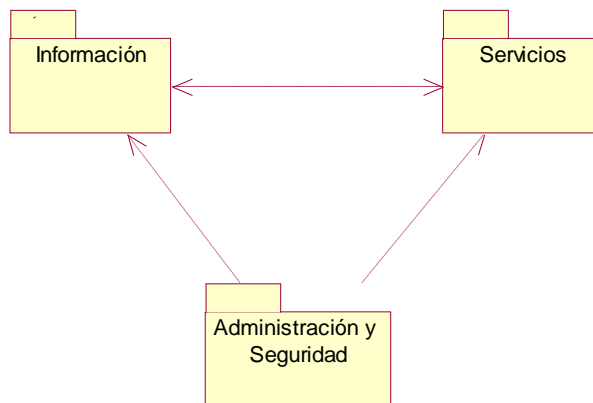 Información
Servicios
Administración y
Seguridad